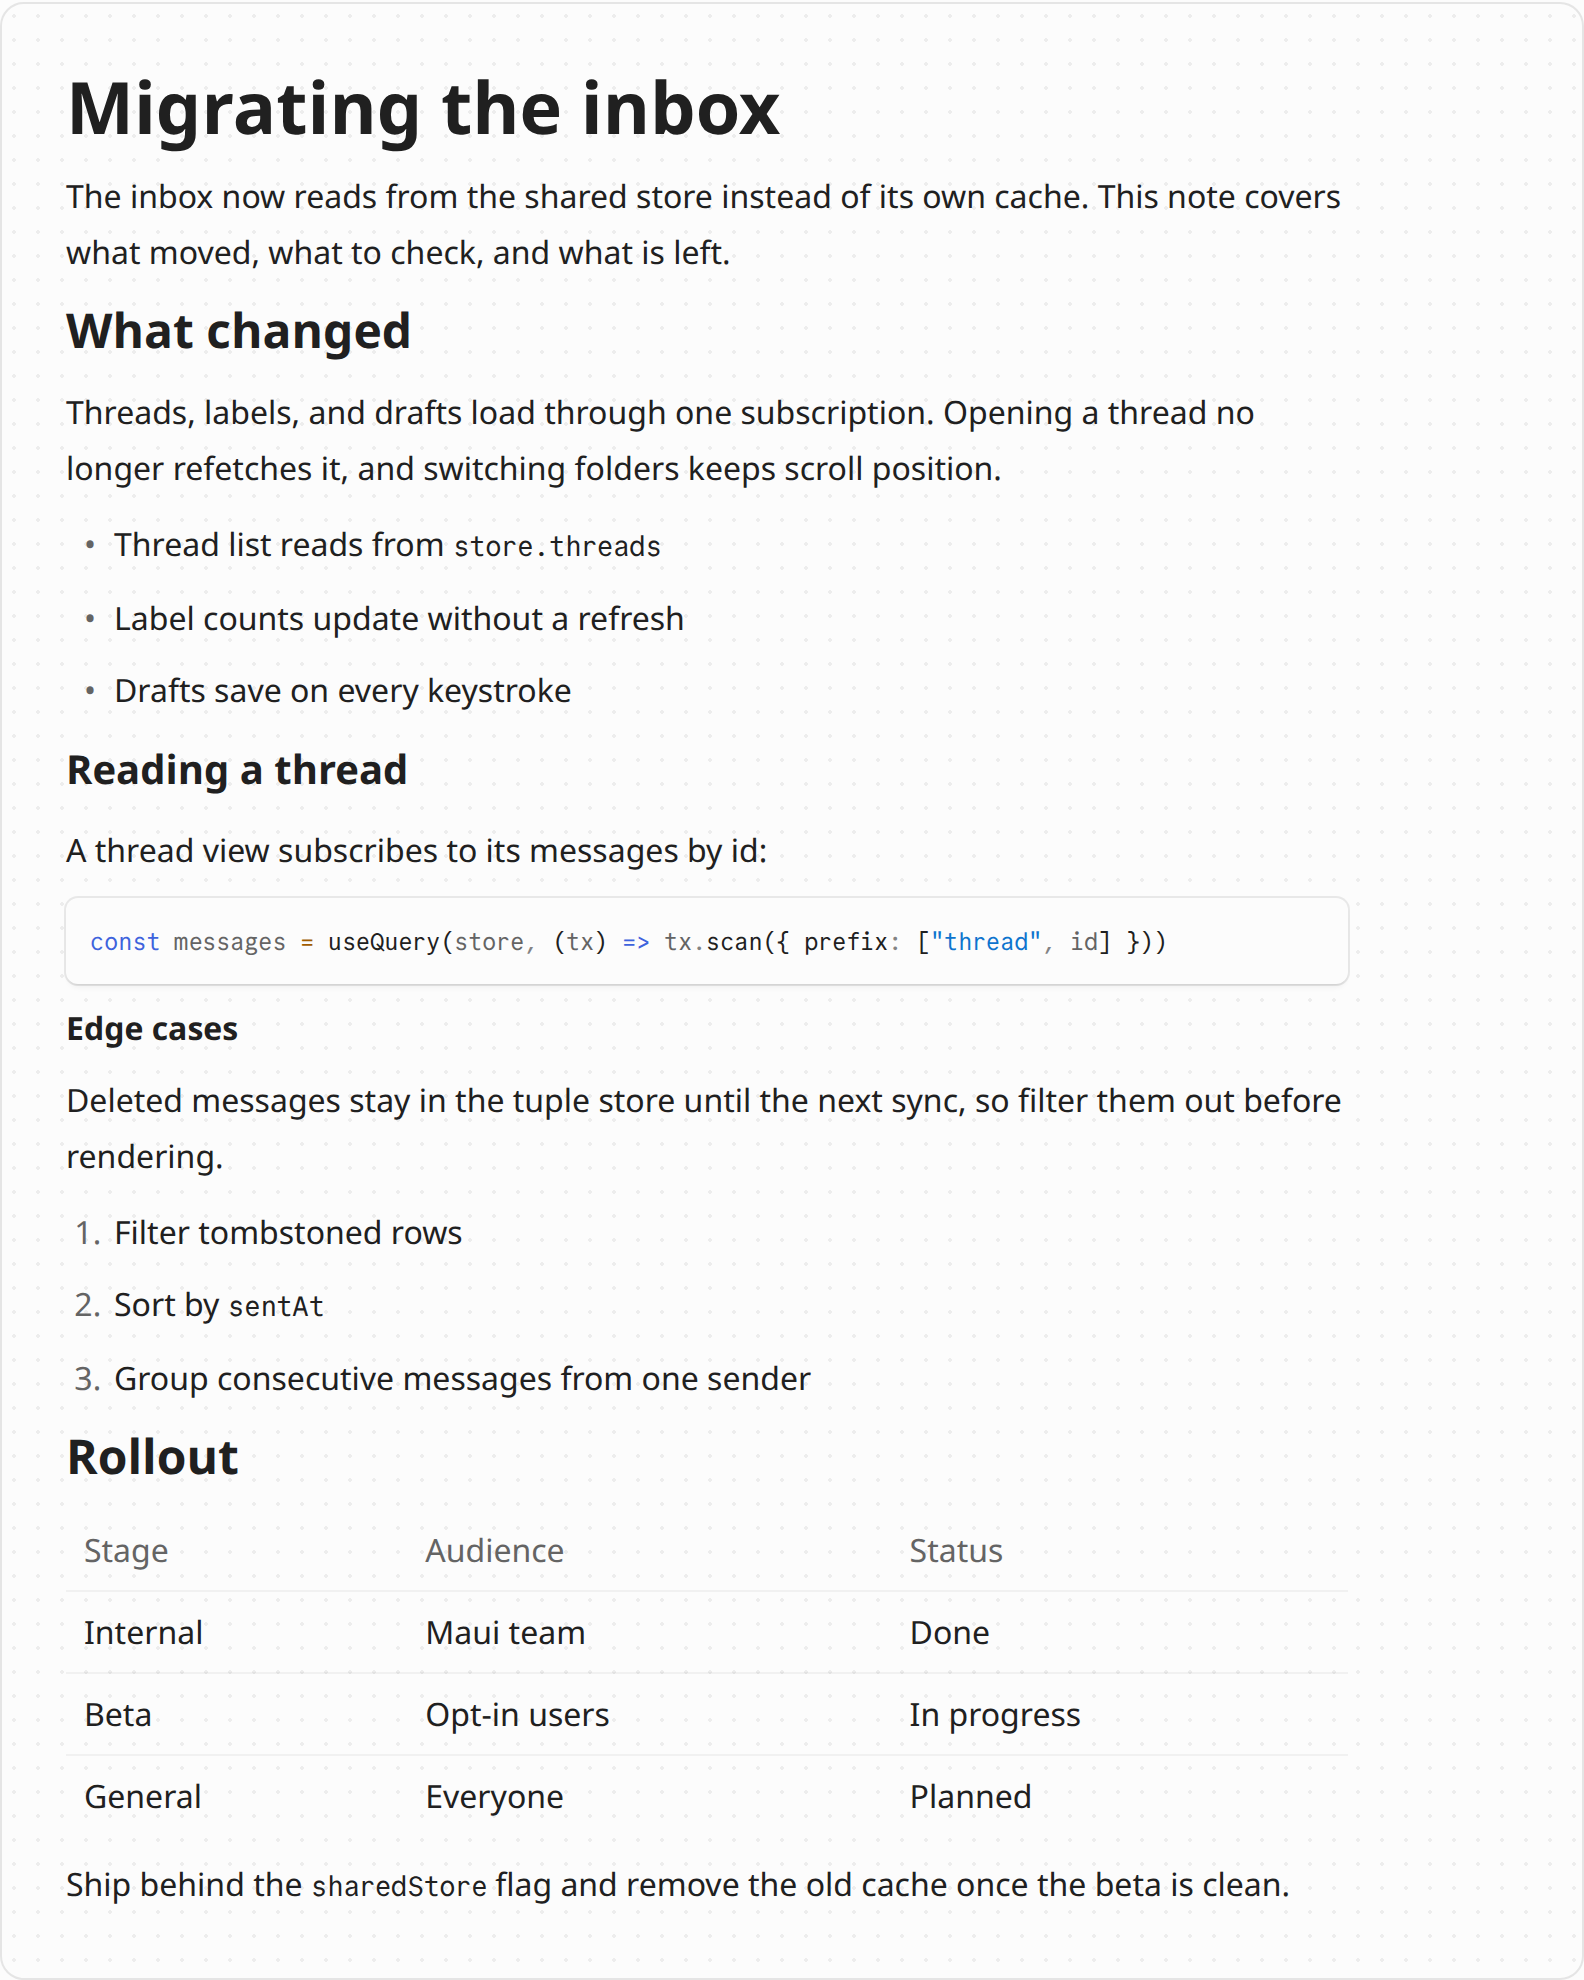 Migrating the inbox
The inbox now reads from the shared store instead of its own cache. This note covers
what moved, what to check, and what is left.
What changed
Threads, labels, and drafts load through one subscription. Opening a thread no
longer refetches it, and switching folders keeps scroll position.
• Thread list reads from store.threads
• Label counts update without a refresh
• Drafts save on every keystroke
Reading a thread
A thread view subscribes to its messages by id:
const messages = useQuery(store, (tx) => tx.scan({ prefix: ["thread", id] }))
Edge cases
Deleted messages stay in the tuple store until the next sync, so filter them out before
rendering.
1. Filter tombstoned rows
2. Sort by sentAt
3. Group consecutive messages from one sender
Rollout
Stage Audience Status
Internal Maui team Done
Beta Opt-in users In progress
General Everyone Planned
Ship behind the sharedStore flag and remove the old cache once the beta is clean.